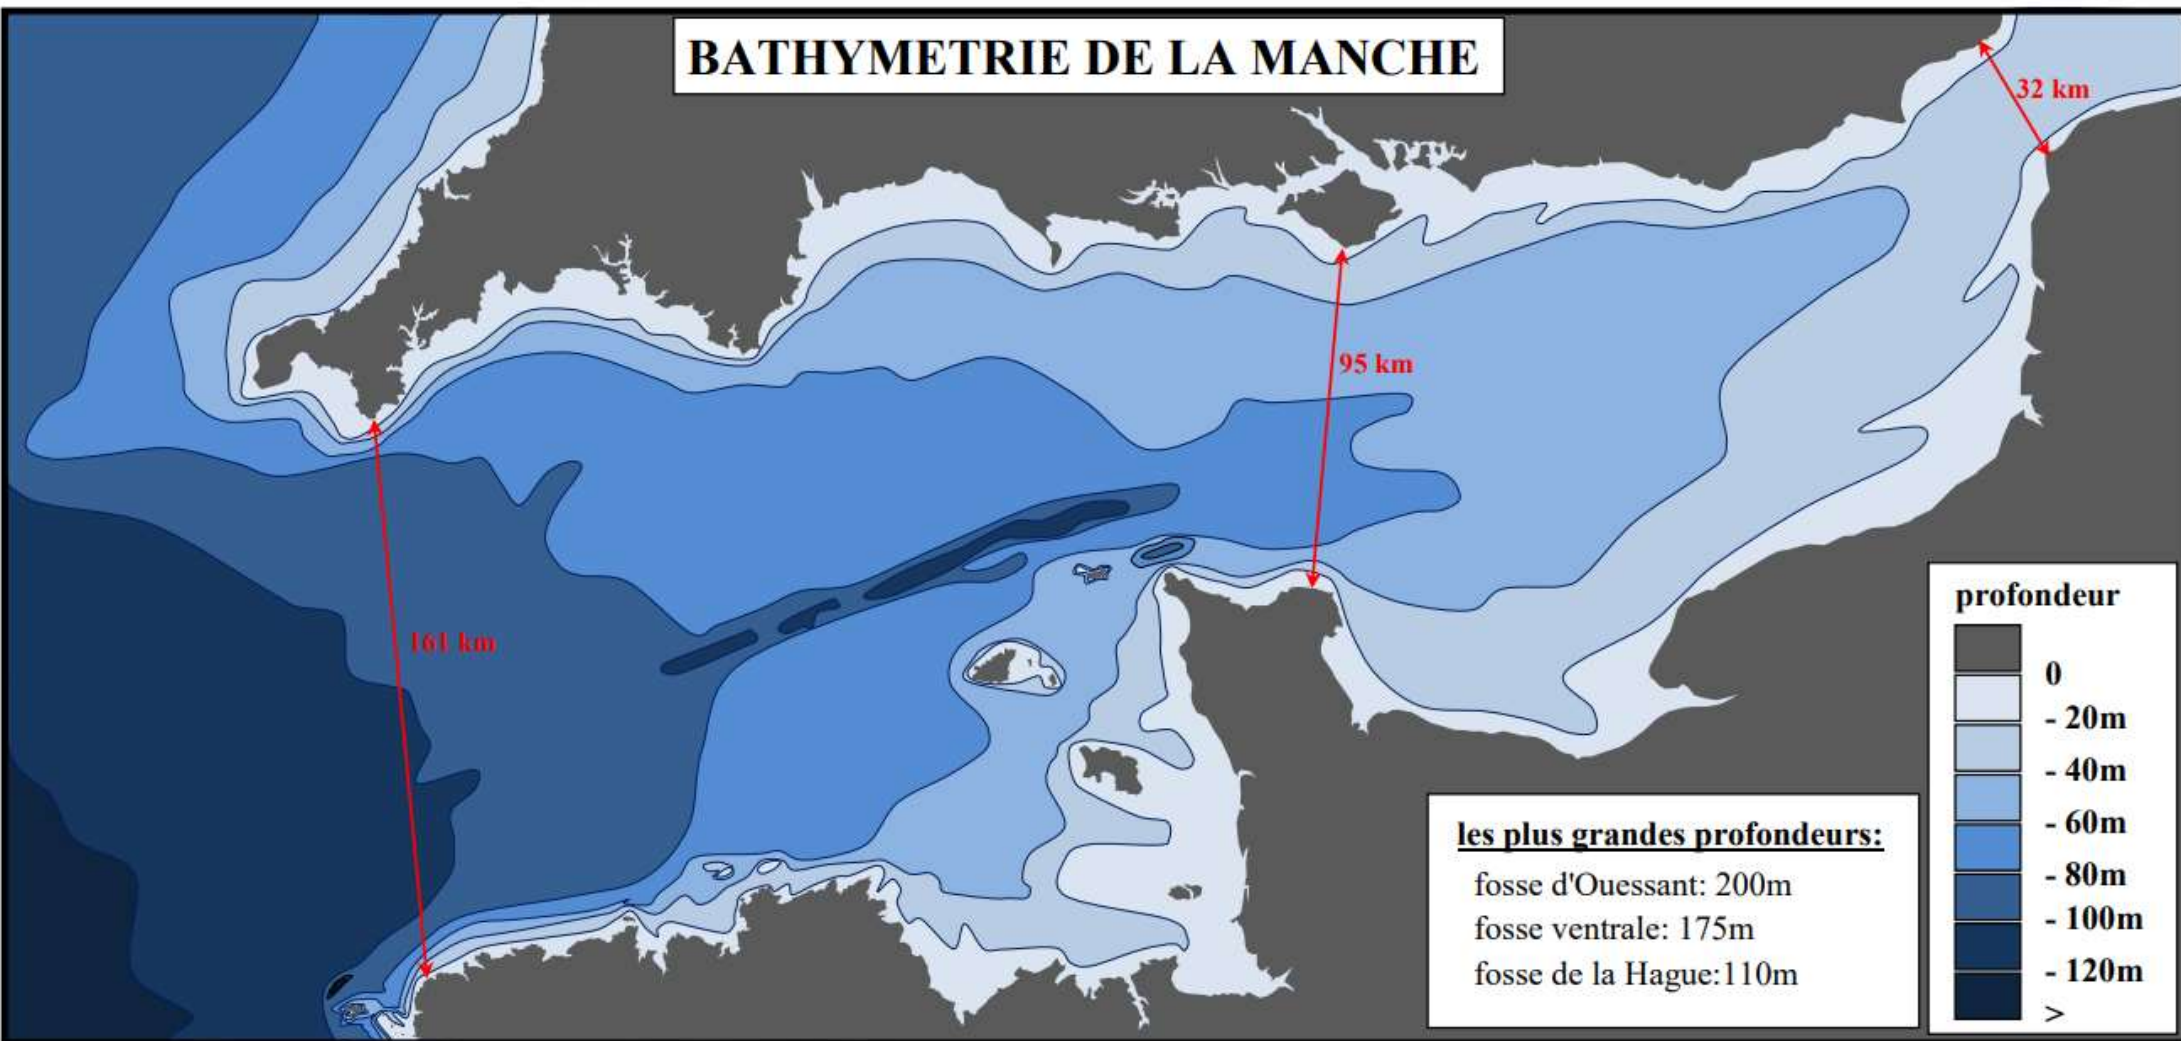 BATHYMETRIE DE LA MANCHE
32 km
95 km
161 km
profondeur
0
- 20m
- 40m
- 60m
- 80m
- 100m
- 120m
>
les plus grandes profondeurs:
fosse d'Ouessant: 200m
fosse ventrale: 175m
fosse de la Hague:110m